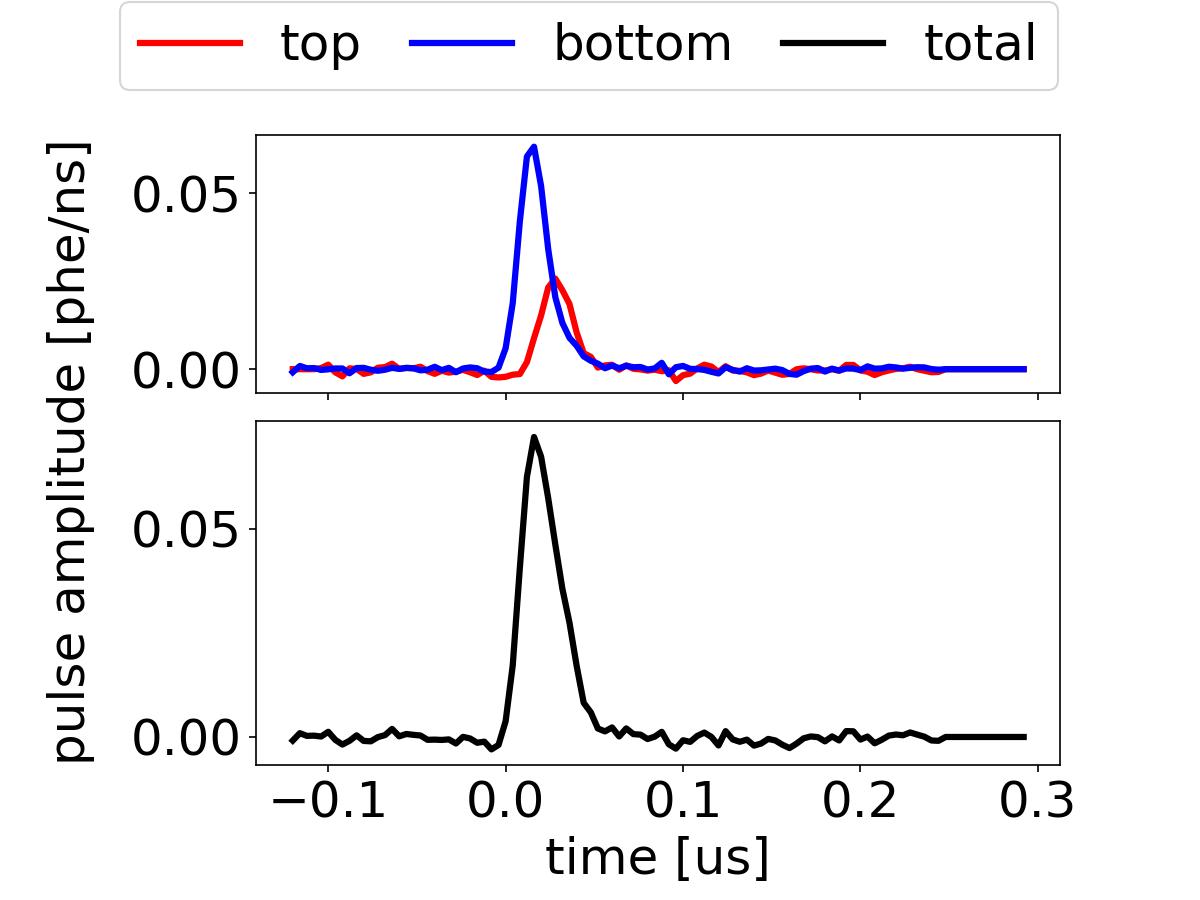 top bottom total
pulse amplitude [phe/ns]
0.05
0.00
0.05
0.00
−0.1 0.0 0.1 0.2 0.3
time [us]